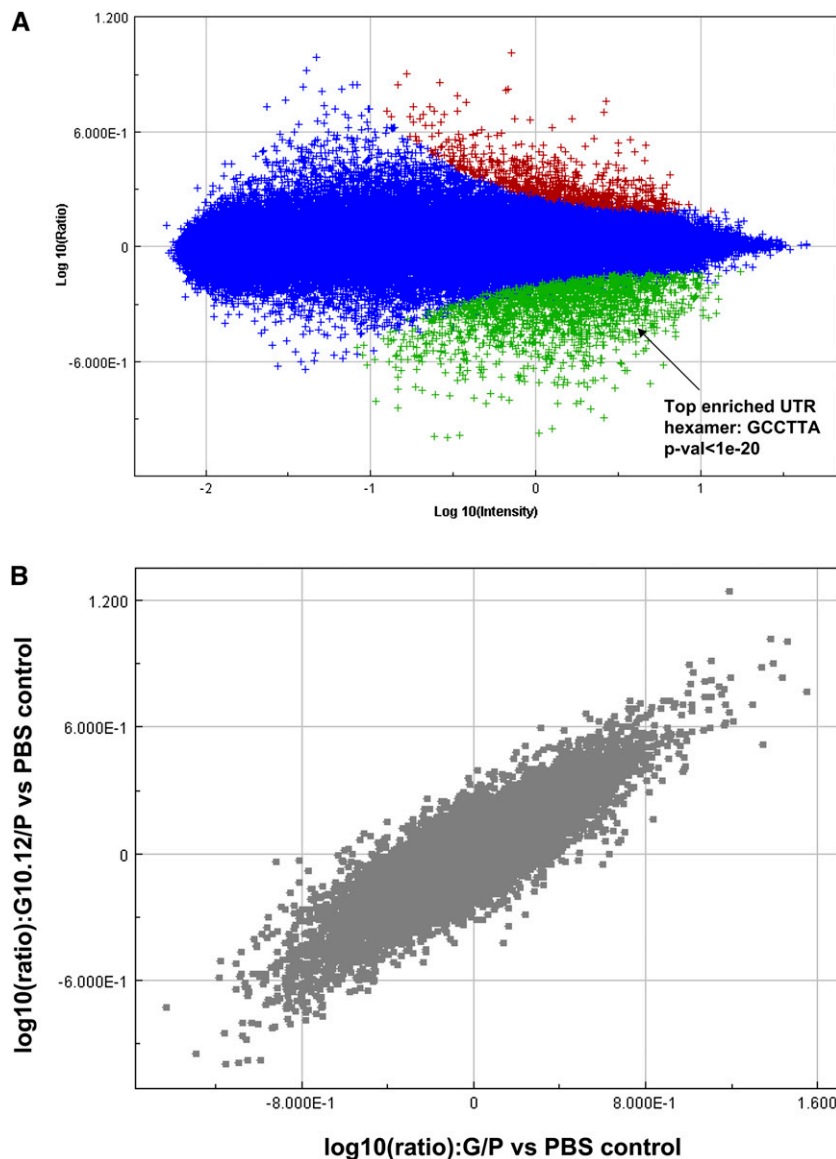 A
1.200
6.000E-1
0
-6.000E-1
Log 10(Ratio)
Top enriched UTR
hexamer: GCCTTA
p-val<1e-20
-2
-1
0
1
Log 10(Intensity)
B
1.200
6.000E-1
0
-6.000E-1
log10(ratio):G10.12/P vs PBS control
-8.000E-1
0
8.000E-1
1.600
log10(ratio):G/P vs PBS control